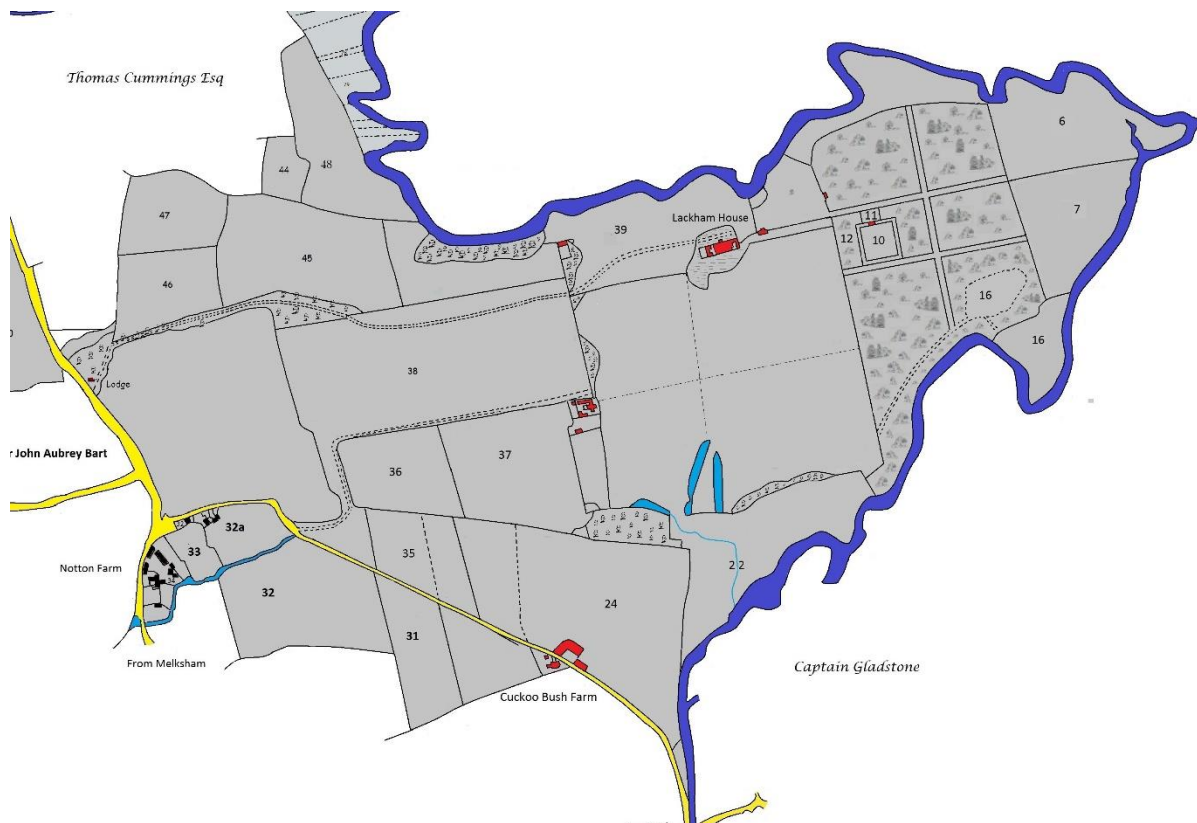 Thomas Cummings Esq
6
44
48
Lackham House
47
39
7
11
12
10
45
46
16
16
38
Lodge
r John Aubrey Bart
36
37
32a
35
33
Notton Farm
22
24
32
31
From Melksham
Captain Gladstone
Cuckoo Bush Farm